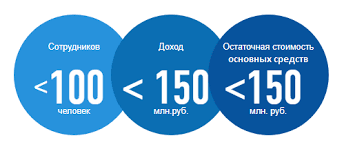 Сотрудников
<100
человек
Доход
< 150
млн.руб.
Остаточная стоимость
основных средств
<150
млн. руб.